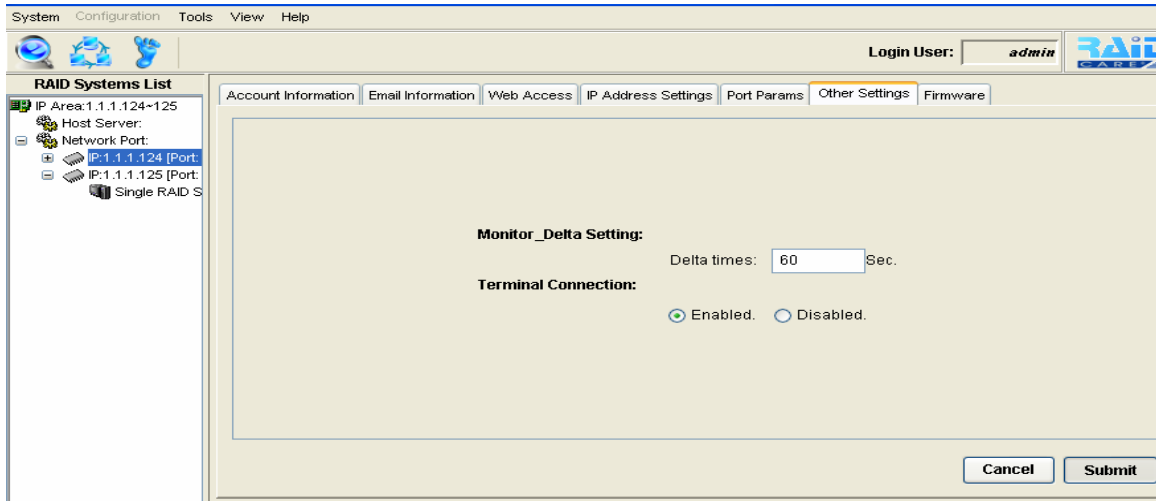 System Configuration Tools View Help
Login User: admin
RAID
CARE
RAID Systems List
IP Area:1.1.1.124~125
Host Server:
Network Port:
IP:1.1.1.124 [Port:
IP:1.1.1.125 [Port:
Single RAID S
Account Information Email Information Web Access IP Address Settings Port Params Other Settings Firmware
Monitor_Delta Setting:
Delta times: 60 Sec.
Terminal Connection:
Enabled. Disabled.
Cancel Submit